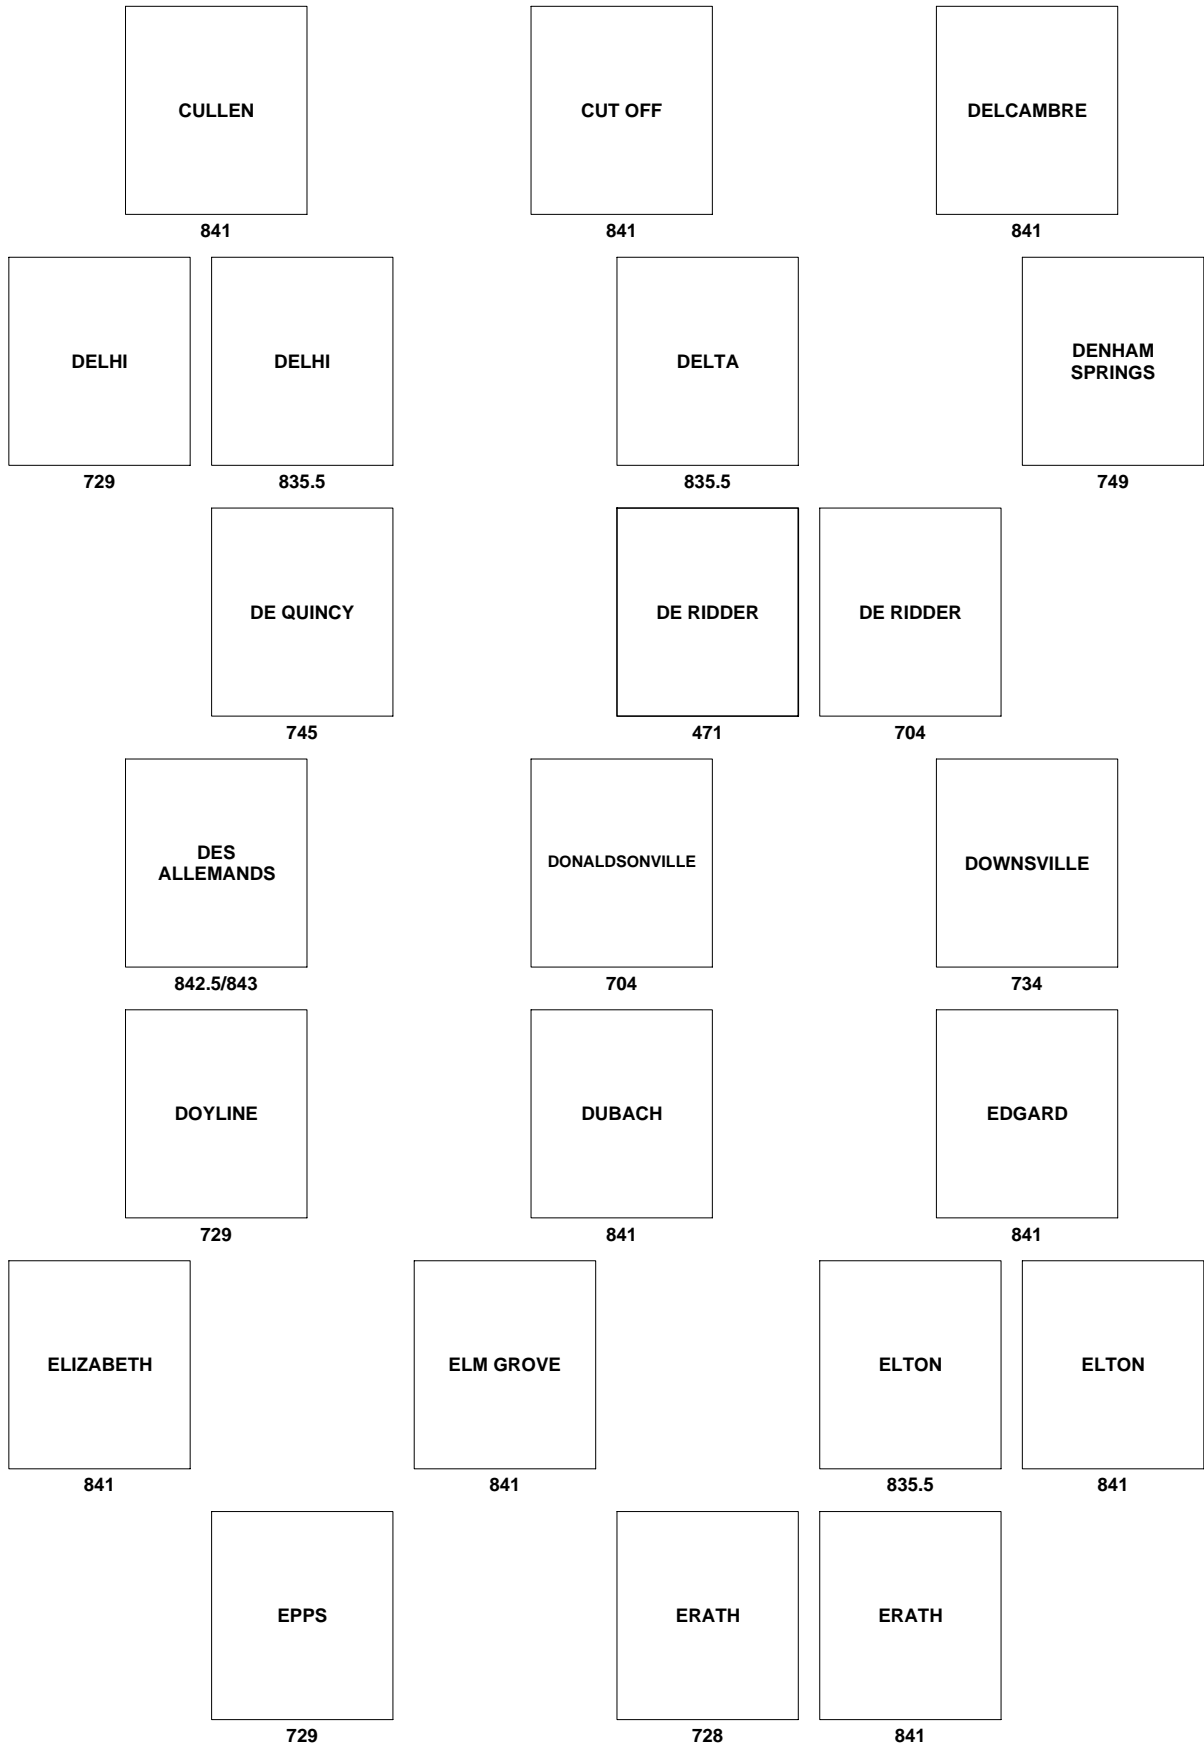 CULLEN
841
CUT OFF
841
DELCAMBRE
841
DELHI
729
DELHI
835.5
DELTA
835.5
DENHAM
SPRINGS
749
DE QUINCY
745
DE RIDDER
471
DE RIDDER
704
DES
ALLEMANDS
842.5/843
DONALDSONVILLE
704
DOWNSVILLE
734
DOYLINE
729
DUBACH
841
EDGARD
841
ELIZABETH
841
ELM GROVE
841
ELTON
835.5
ELTON
841
EPPS
729
ERATH
728
ERATH
841